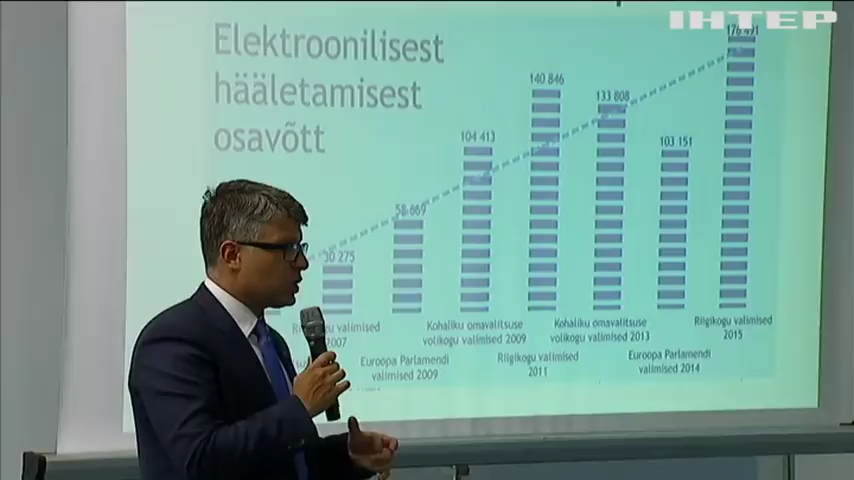 ІНТЕР
Elektroonilisest
hääletamisest
osavõtt
30 275
58 669
104 413
140 846
133 808
103 151
176 491
valimised
2007
Euroopa Parlamendi
valimised 2009
Kohaliku omavalitsuse
volikogu valimised 2009
Riigikogu valimised
2011
Kohaliku omavalitsuse
volikogu valimised 2013
Euroopa Parlamendi
valimised 2014
Riigikogu valimised
2015